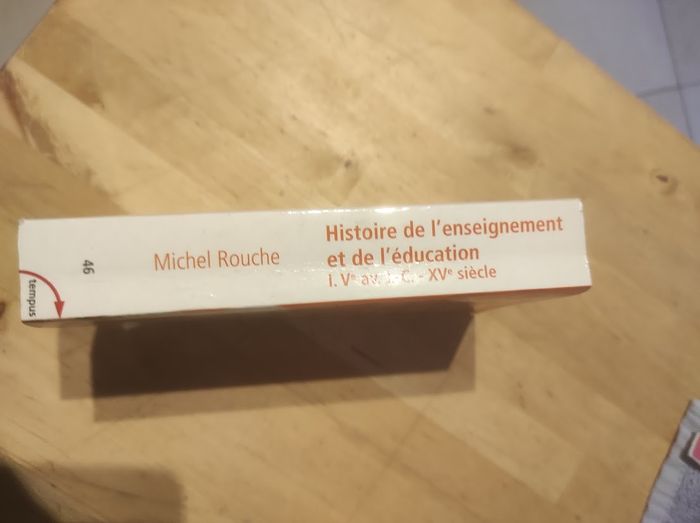 Histoire de l'enseignement
et de l'éducation
I. Vᵉ av. J.-C. - XVᵉ siècle
Michel Rouche
46
tempus